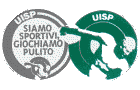 UISP
SIAMO
SPORTIVI,
GIOCHIAMO
PULITO
UISP